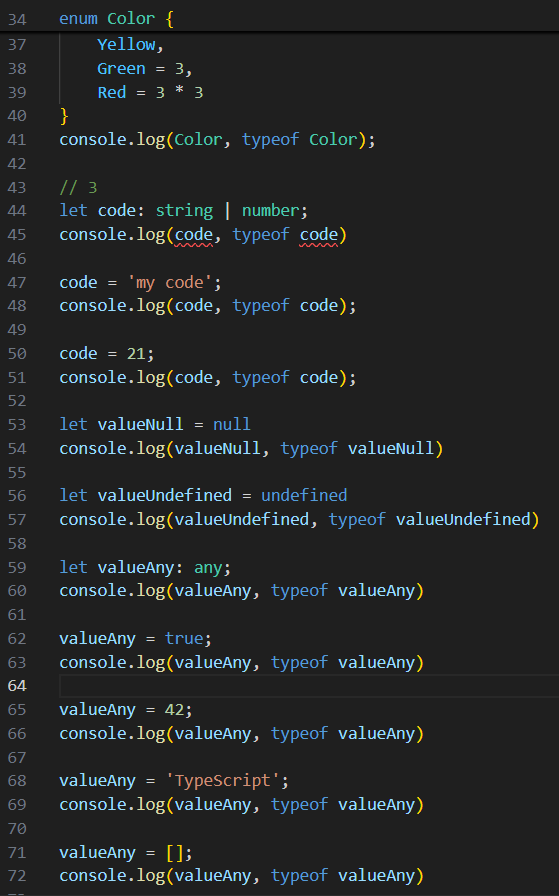 34 enum Color {
37 Yellow,
38 Green = 3,
39 Red = 3 * 3
40 }
41 console.log(Color, typeof Color);
42
43 // 3
44 let code: string | number;
45 console.log(code, typeof code)
46
47 code = 'my code';
48 console.log(code, typeof code);
49
50 code = 21;
51 console.log(code, typeof code);
52
53 let valueNull = null
54 console.log(valueNull, typeof valueNull)
55
56 let valueUndefined = undefined
57 console.log(valueUndefined, typeof valueUndefined)
58
59 let valueAny: any;
60 console.log(valueAny, typeof valueAny)
61
62 valueAny = true;
63 console.log(valueAny, typeof valueAny)
64
65 valueAny = 42;
66 console.log(valueAny, typeof valueAny)
67
68 valueAny = 'TypeScript';
69 console.log(valueAny, typeof valueAny)
70
71 valueAny = [];
72 console.log(valueAny, typeof valueAny)